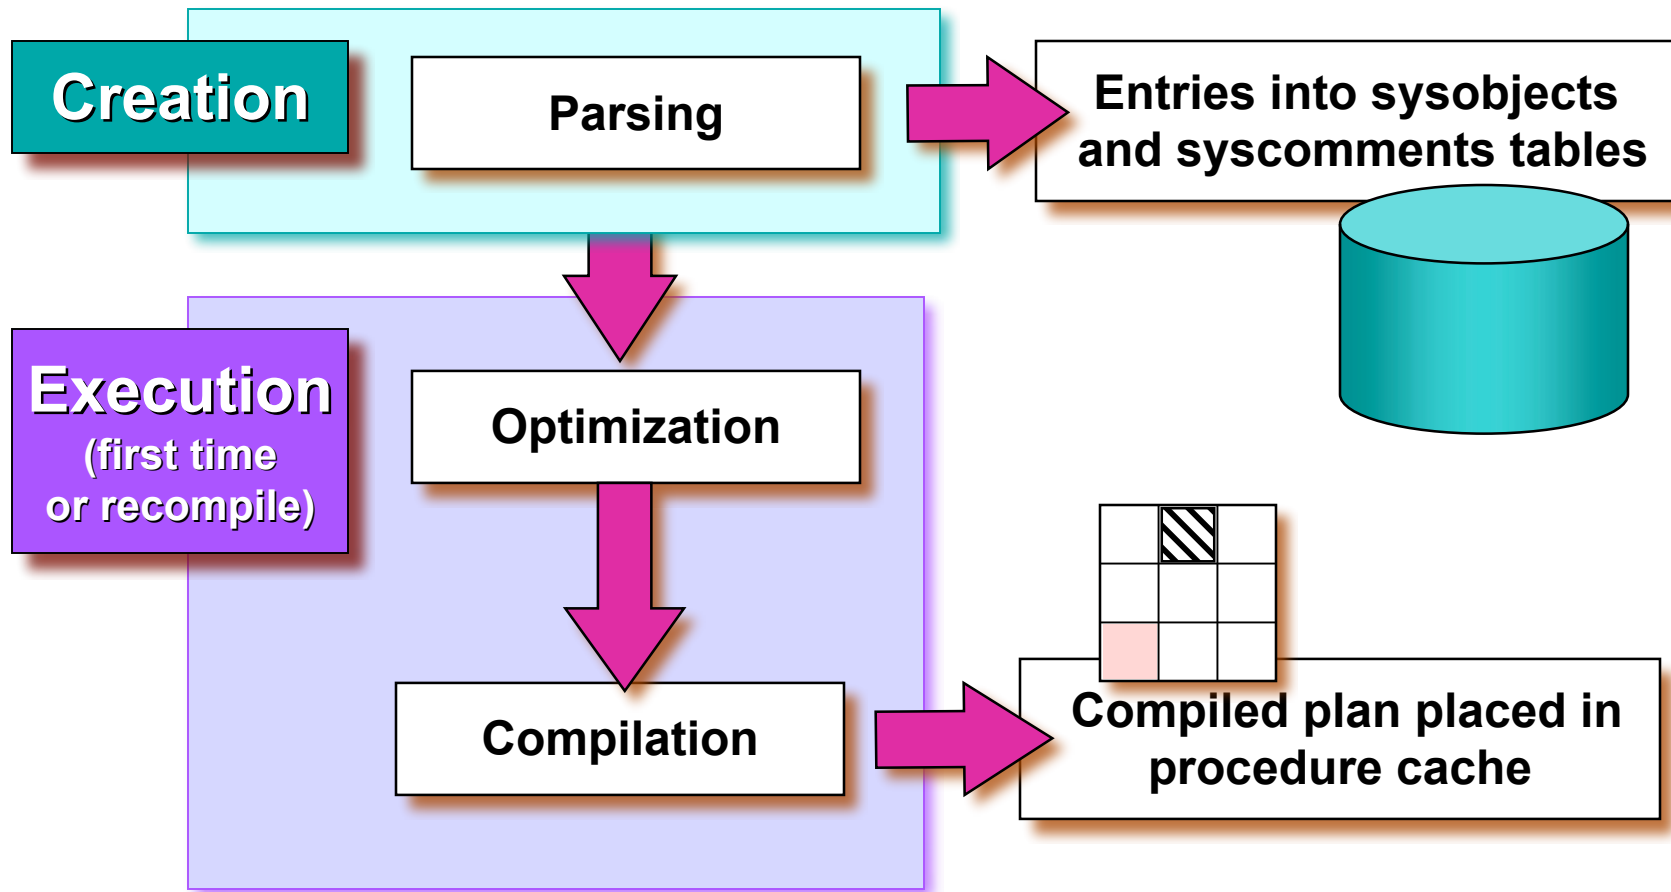 Creation
Parsing
Entries into sysobjects
and syscomments tables
Execution
(first time
or recompile)
Optimization
Compilation
Compiled plan placed in
procedure cache